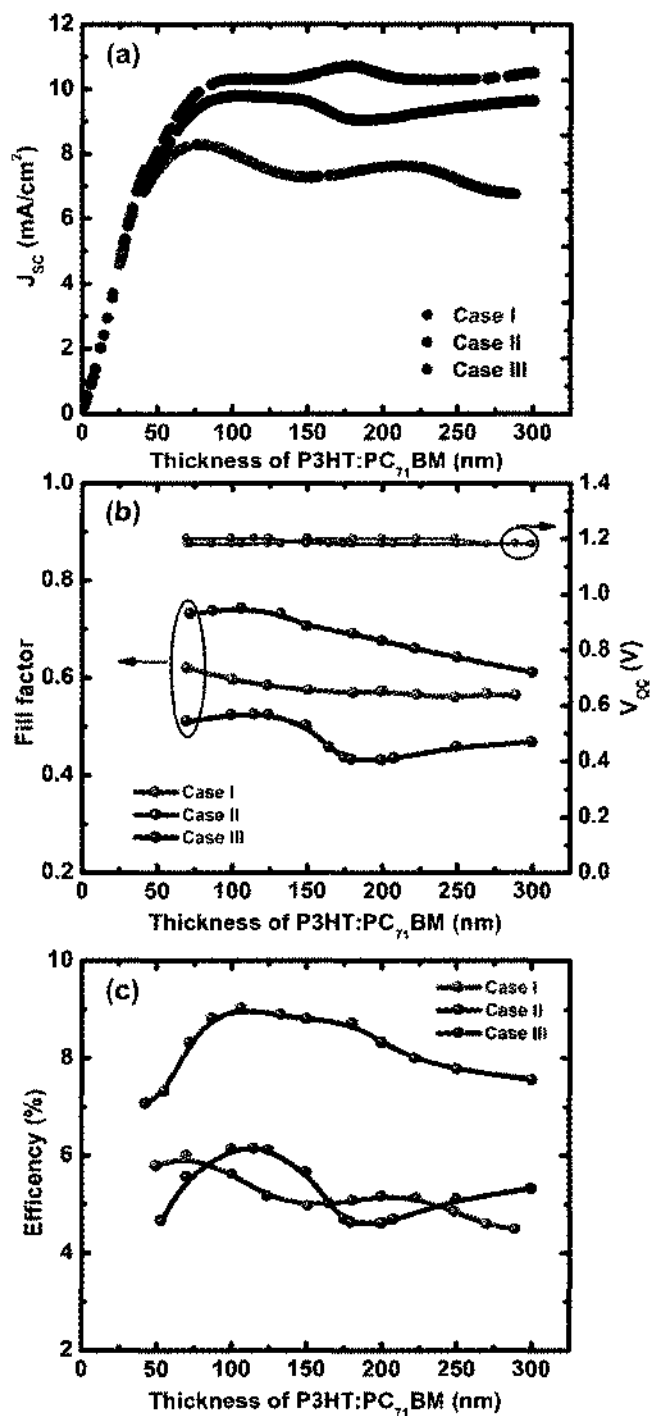 (a)
12
10
8
6
4
2
0
J_SC (mA/cm²)
Case I
Case II
Case III
0 50 100 150 200 250 300
Thickness of P3HT:PC₇₁BM (nm)
(b)
1.0
0.8
0.6
0.4
0.2
Fill factor
1.4
1.2
1.0
0.8
0.6
0.4
0.2
0.0
V_OC (V)
Case I
Case II
Case III
0 50 100 150 200 250 300
Thickness of P3HT:PC₇₁BM (nm)
(c)
10
8
6
4
2
Efficency (%)
Case I
Case II
Case III
0 50 100 150 200 250 300
Thickness of P3HT:PC₇₁BM (nm)